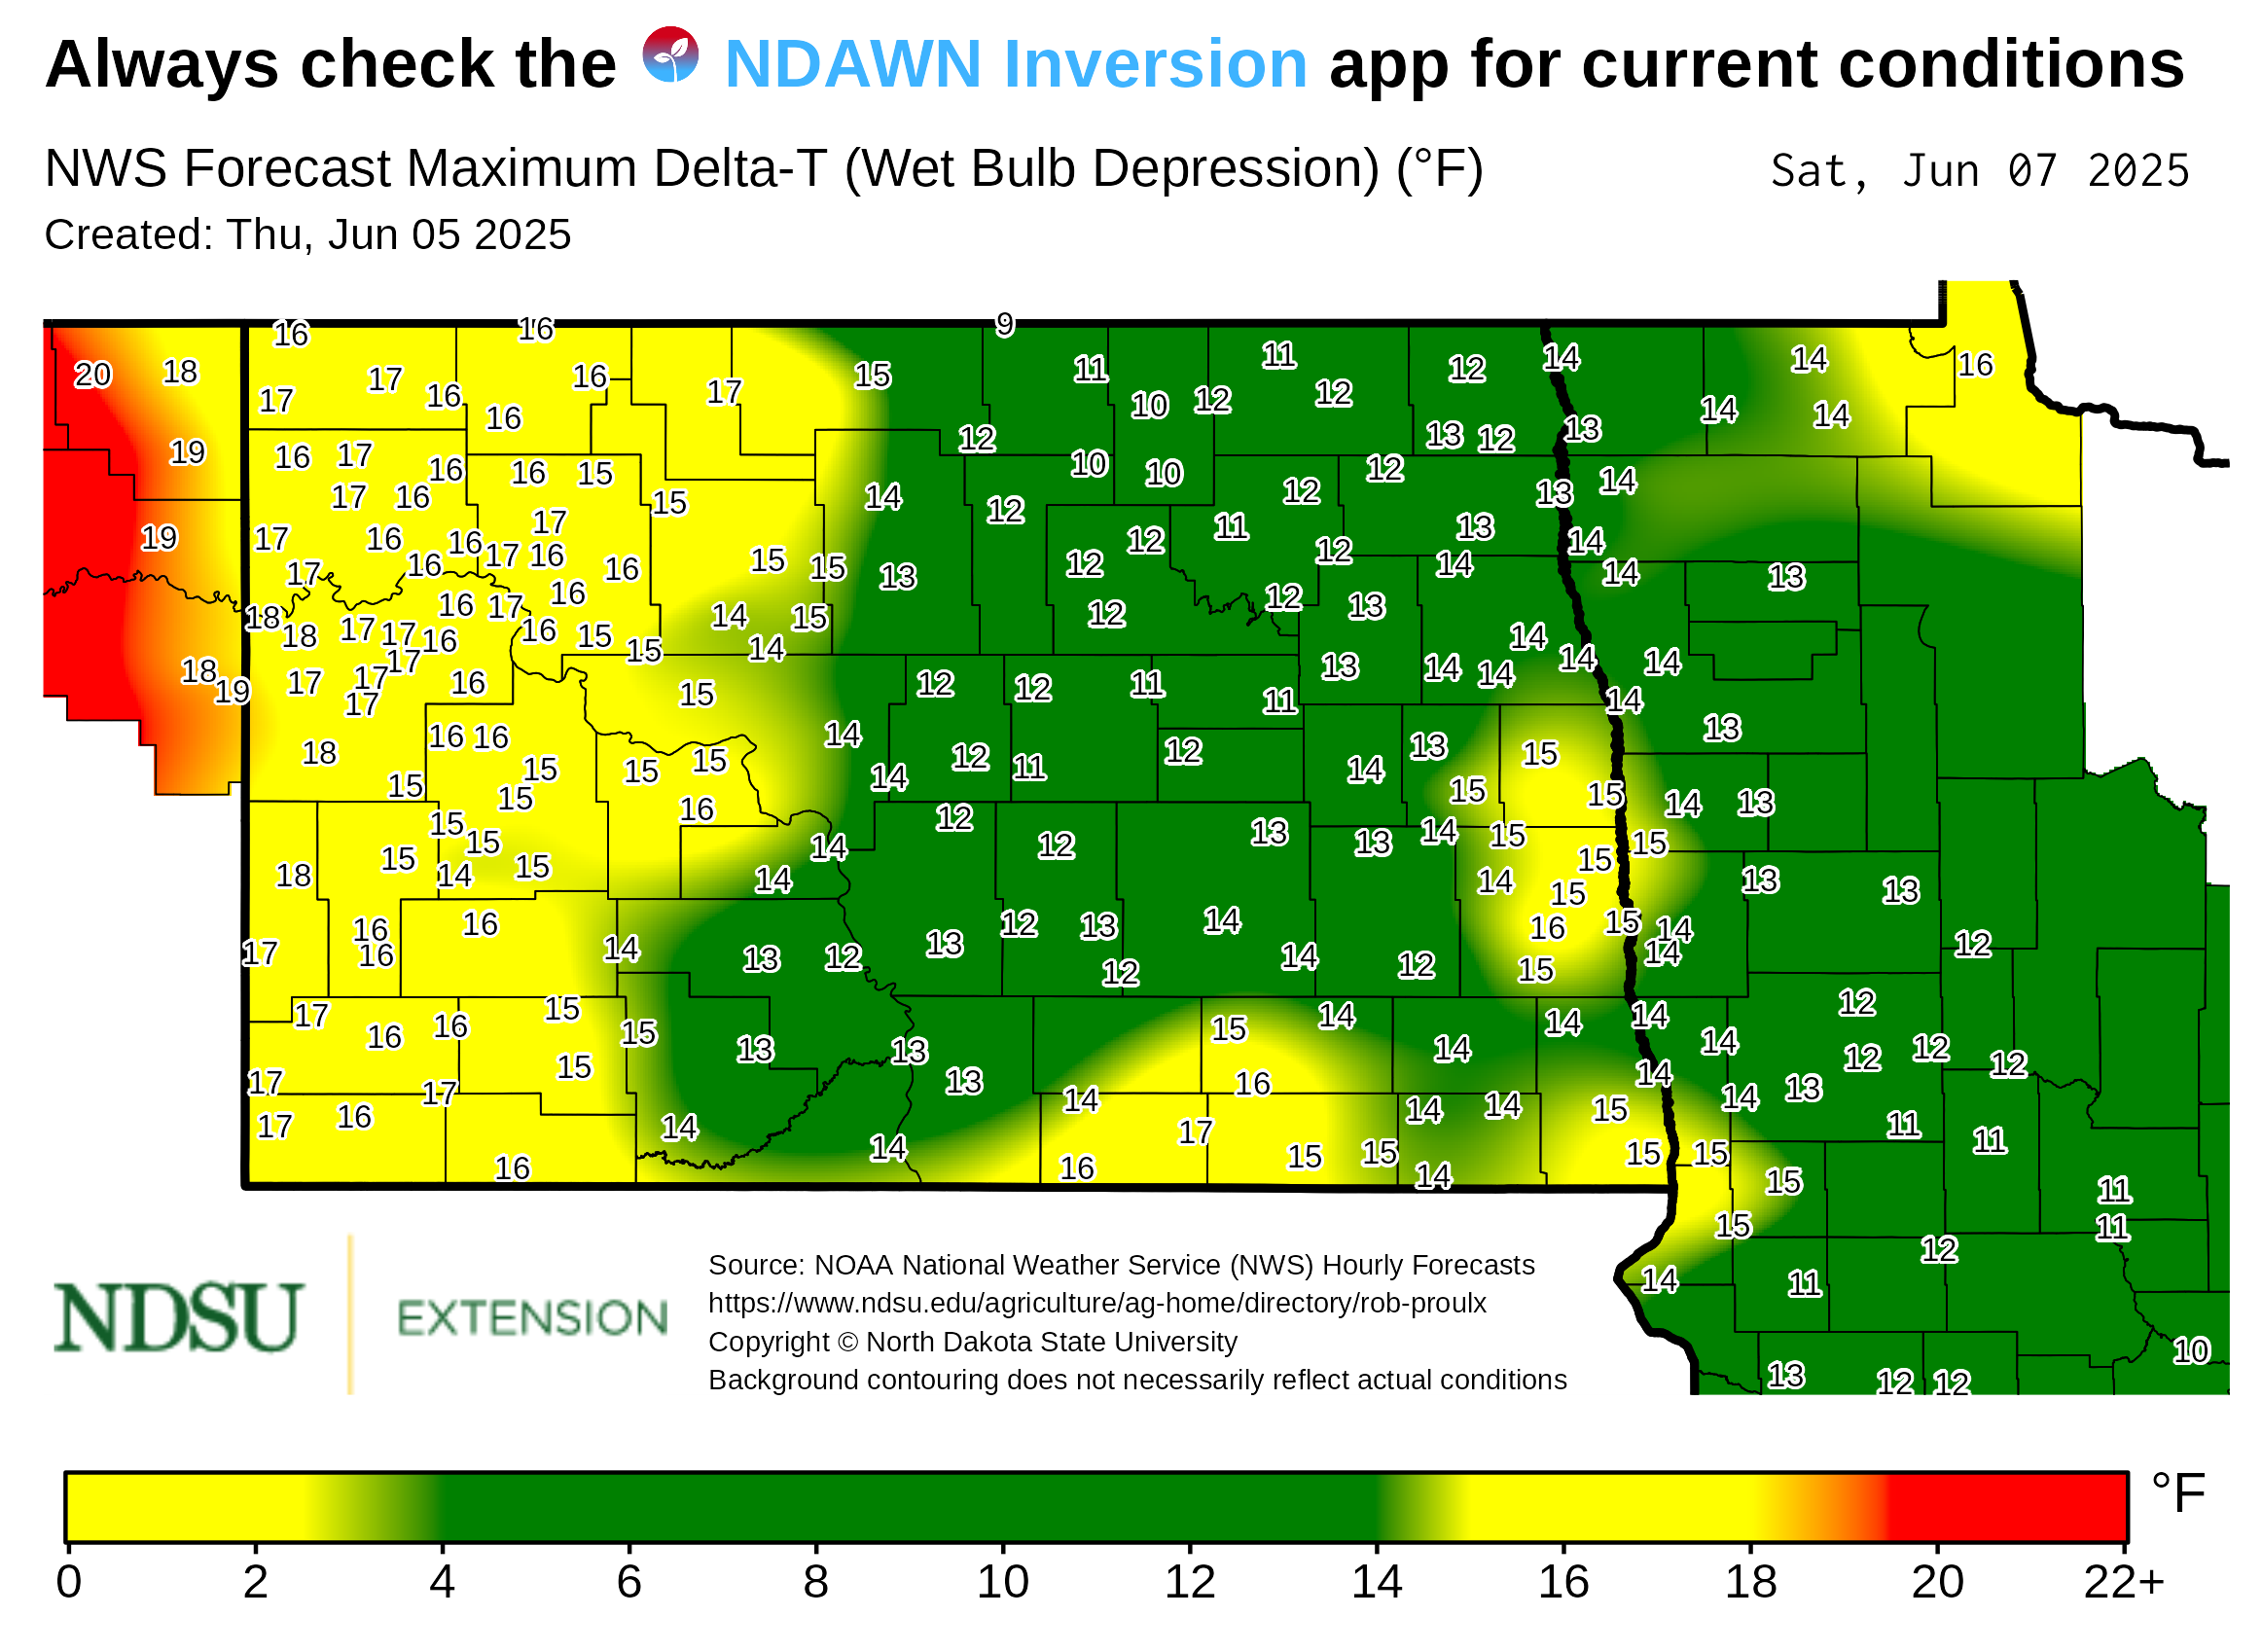 Always check the NDAWN Inversion app for current conditions
NWS Forecast Maximum Delta-T (Wet Bulb Depression) (°F) Sat, Jun 07 2025
Created: Thu, Jun 05 2025
16 16 9
20 18 17 16 17 15 11 11 12 14 14 16
17 16 16 17 10 12 12 14 14
19 12 13 12 13
16 17 16 16 15 10 10 12 14
17 16 15 14 12 12 13
19 17 16 16 17 17 16 12 11 13 14
17 16 16 15 15 13 12 12 14 14 13
18 18 16 17 16 14 15 12 12 13
17 17 16 16 15 15 14 14 14 14
18 19 17 17 17 16 12 12 11 13 14 14
17 15 11 14
18 16 16 15 14 12 11 12 14 13 15 13
15 15 15 15 16 14 12 13 15 15 14 13
15 15 15 14 12 13 14 15 15
18 15 14 15 14 14 15 13 13
17 16 16 16 14 13 12 13 12 13 12 14 14 12 16 15 15 14 14 12
17 16 16 15 15 15 13 13 13 15 14 14 14 14 14 12 12 12 12
17 17 16 14 14 16 14 14 15 14 14 13 11
17 16 14 17 16 15 15 14 15 15 15 11 11
15 14 12 11 11
13 12 12 10
NDSU EXTENSION
Source: NOAA National Weather Service (NWS) Hourly Forecasts
https://www.ndsu.edu/agriculture/ag-home/directory/rob-proulx
Copyright © North Dakota State University
Background contouring does not necessarily reflect actual conditions
°F
0 2 4 6 8 10 12 14 16 18 20 22+